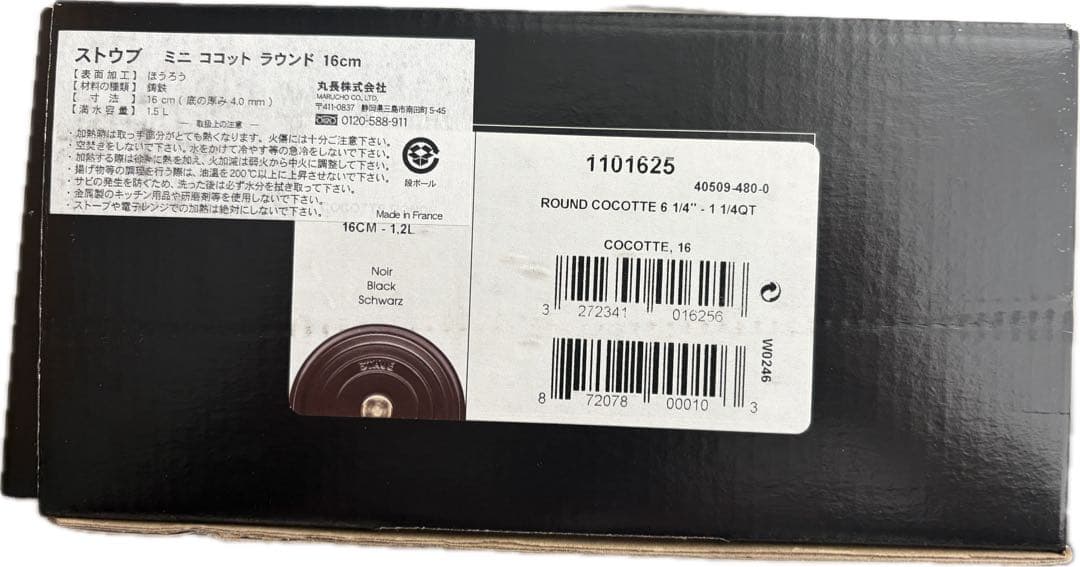 ストウブ ミニ ココット ラウンド 16cm
【表面加工】 ほうろう
【材料の種類】 鋳鉄
【寸 法】 16 cm ( 底の厚み 4.0 mm )
【満水容量】 1.5 L
丸長株式会社
MARUCHO CO, LTD.
〒411-0837 静岡県三島市南田町 5-45
0120-588-911
― 取扱上の注意 ―
・加熱時は取っ手部分がとても熱くなります。火傷には十分ご注意下さい。
・空焚きをしないで下さい。水をかけて冷やす等の急冷をしないで下さい。
・加熱する際は徐々に熱を加え、火加減は弱火から中火に調整して下さい。
・揚げ物等の調理を行う際は、油温を200℃以上に上昇させないで下さい。
・サビの発生を防ぐため、洗った後は必ず水分を拭き取って下さい。
・金属製のキッチン用品や研磨剤等を使用しないで下さい。
・ストーブや電子レンジでの加熱は絶対にしないで下さい。
段ボール
Made in France
16CM - 1,2L
Noir
Black
Schwarz
STAUB
1101625
40509-480-0
ROUND COCOTTE 6 1/4" - 1 1/4QT
COCOTTE, 16
3 272341 016256
W0246
8 72078 00010 3